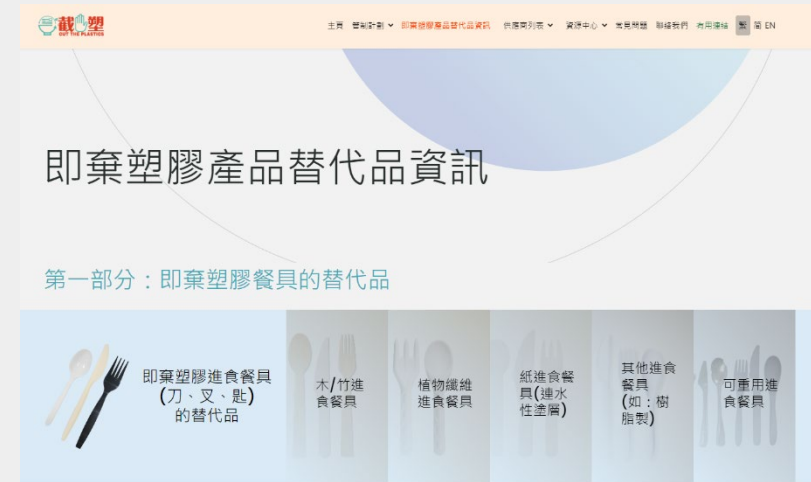 截塑
CUT THE PLASTICS
主頁 管制計劃 即棄塑膠產品替代品資訊 供應商列表 資源中心 常見問題 聯絡我們 有用連結 繁 简 EN
即棄塑膠產品替代品資訊
第一部分：即棄塑膠餐具的替代品
即棄塑膠進食餐具
(刀、叉、匙)
的替代品
木/竹進
食餐具
植物纖維
進食餐具
紙進食餐
具(連水
性塗層)
其他進食
餐具
(如：樹
脂製)
可重用進
食餐具